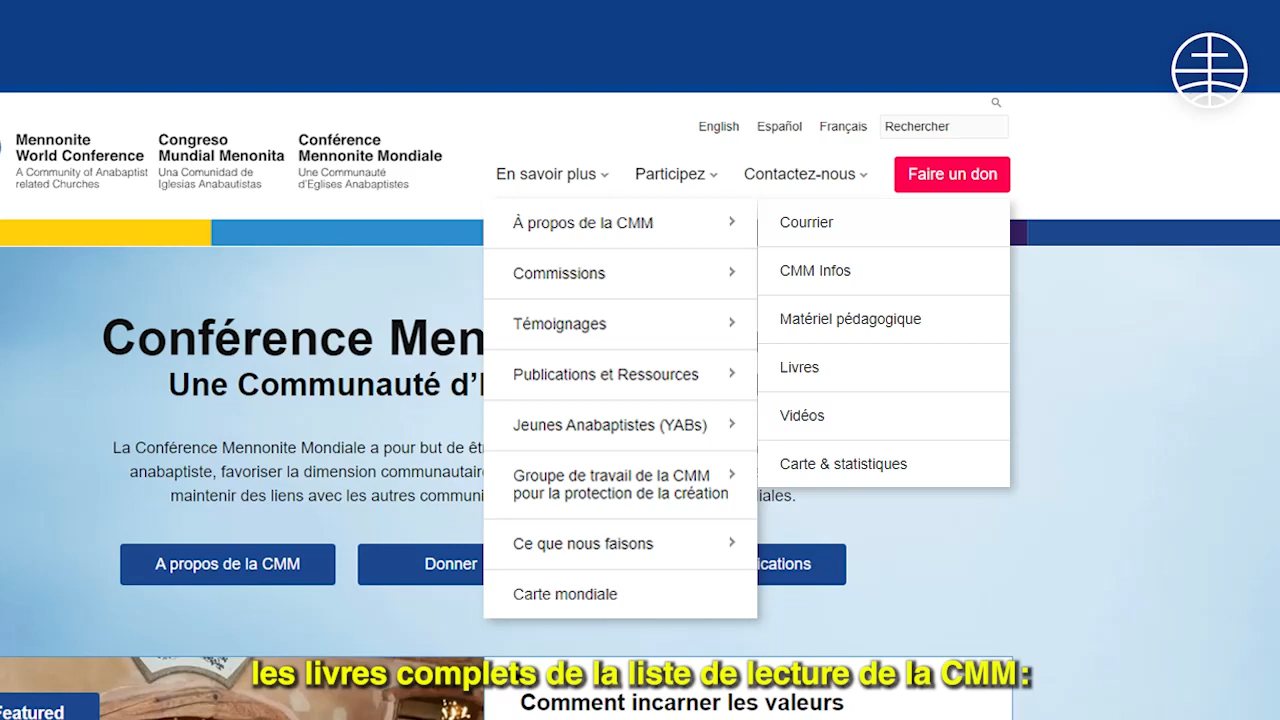 English Español Français Rechercher
Mennonite
World Conference
A Community of Anabaptist
related Churches
Congreso
Mundial Menonita
Una Comunidad de
Iglesias Anabautistas
Conférence
Mennonite Mondiale
Une Communauté
d'Eglises Anabaptistes
En savoir plus Participez Contactez-nous Faire un don
À propos de la CMM
Commissions
Témoignages
Publications et Ressources
Jeunes Anabaptistes (YABs)
Groupe de travail de la CMM
pour la protection de la création
Ce que nous faisons
Carte mondiale
Courrier
CMM Infos
Matériel pédagogique
Livres
Vidéos
Carte & statistiques
Conférence Men
Une Communauté d'
La Conférence Mennonite Mondiale a pour but de êt
anabaptiste, favoriser la dimension communautair
maintenir des liens avec les autres communi
iales.
A propos de la CMM Donner ications
les livres complets de la liste de lecture de la CMM :
Featured
Comment incarner les valeurs